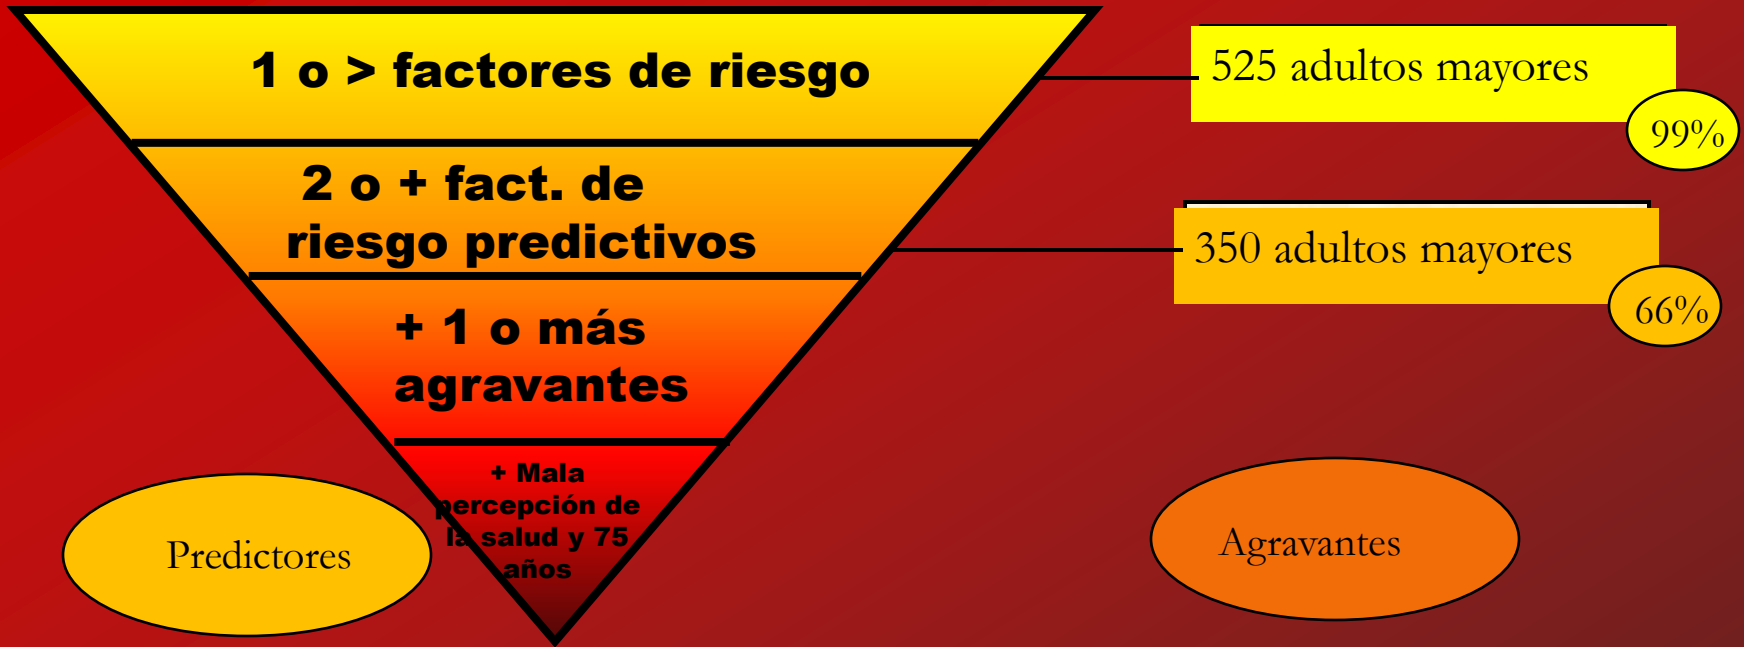 1 o > factores de riesgo
525 adultos mayores
99%
2 o + fact. de
riesgo predictivos
350 adultos mayores
66%
+ 1 o más
agravantes
+ Mala
percepción de
la salud y 75
años
Predictores
Agravantes